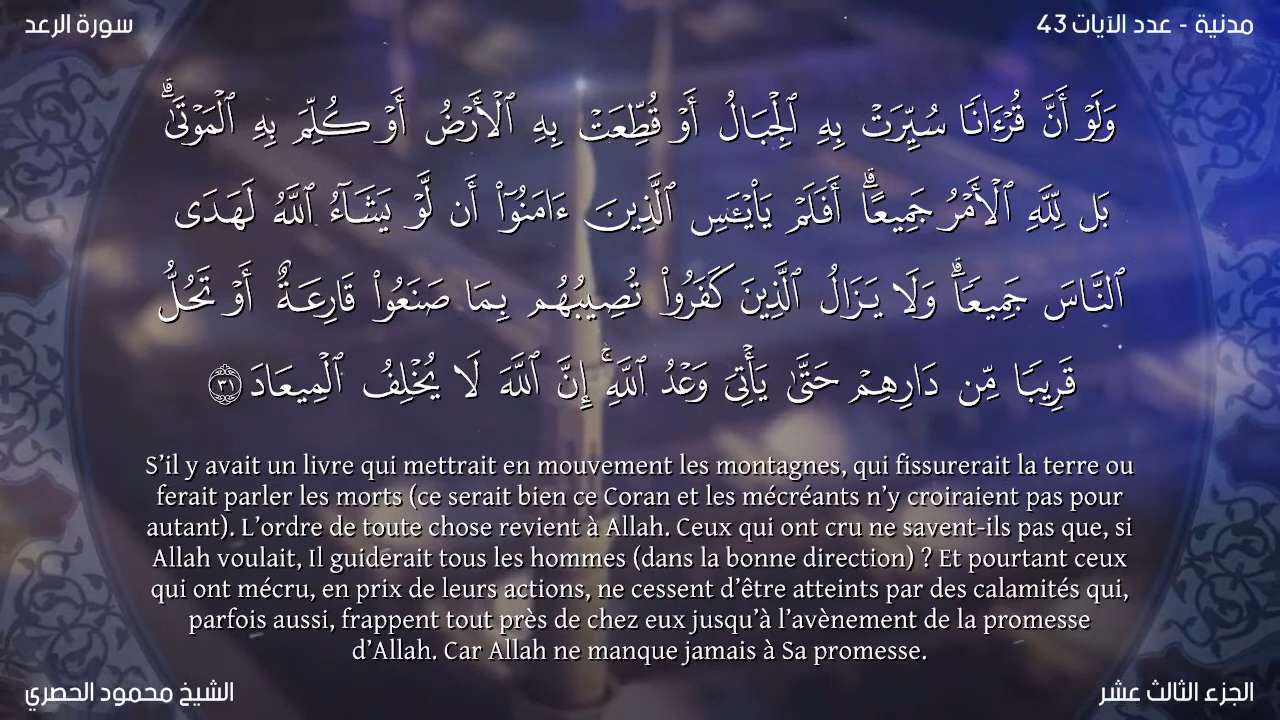 سورة الرعد
مدنية - عدد الآيات 43
وَلَوْ أَنَّ قُرْءَانًا سُيِّرَتْ بِهِ ٱلْجِبَالُ أَوْ قُطِّعَتْ بِهِ ٱلْأَرْضُ أَوْ كُلِّمَ بِهِ ٱلْمَوْتَىٰ ۗ
بَل لِّلَّهِ ٱلْأَمْرُ جَمِيعًا ۗ أَفَلَمْ يَا۟يْـَٔسِ ٱلَّذِينَ ءَامَنُوٓا۟ أَن لَّوْ يَشَآءُ ٱللَّهُ لَهَدَى
ٱلنَّاسَ جَمِيعًا ۗ وَلَا يَزَالُ ٱلَّذِينَ كَفَرُوا۟ تُصِيبُهُم بِمَا صَنَعُوا۟ قَارِعَةٌ أَوْ تَحُلُّ
قَرِيبًا مِّن دَارِهِمْ حَتَّىٰ يَأْتِىَ وَعْدُ ٱللَّهِ ۚ إِنَّ ٱللَّهَ لَا يُخْلِفُ ٱلْمِيعَادَ ٣١
S’il y avait un livre qui mettrait en mouvement les montagnes, qui fissurerait la terre ou
ferait parler les morts (ce serait bien ce Coran et les mécréants n’y croiraient pas pour
autant). L’ordre de toute chose revient à Allah. Ceux qui ont cru ne savent-ils pas que, si
Allah voulait, Il guiderait tous les hommes (dans la bonne direction) ? Et pourtant ceux
qui ont mécru, en prix de leurs actions, ne cessent d’être atteints par des calamités qui,
parfois aussi, frappent tout près de chez eux jusqu’à l’avènement de la promesse
d’Allah. Car Allah ne manque jamais à Sa promesse.
الشيخ محمود الحصري
الجزء الثالث عشر